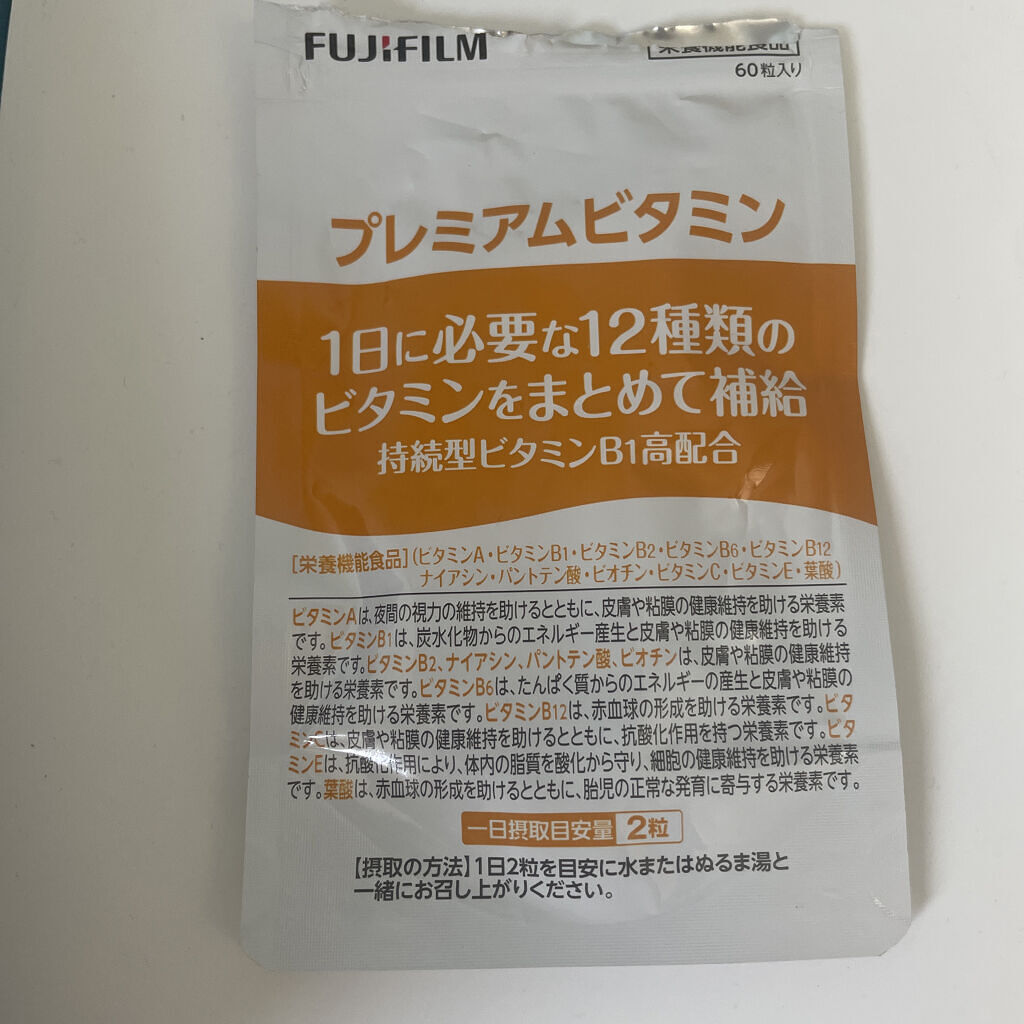 FUJIFILM
栄養機能食品
60粒入り
プレミアムビタミン
1日に必要な12種類の
ビタミンをまとめて補給
持続型ビタミンB1高配合
[栄養機能食品](ビタミンA・ビタミンB1・ビタミンB2・ビタミンB6・ビタミンB12
ナイアシン・パントテン酸・ビオチン・ビタミンC・ビタミンE・葉酸)
ビタミンAは、夜間の視力の維持を助けるとともに、皮膚や粘膜の健康維持を助ける栄養素
です。ビタミンB1は、炭水化物からのエネルギー産生と皮膚や粘膜の健康維持を助ける
栄養素です。ビタミンB2、ナイアシン、パントテン酸、ビオチンは、皮膚や粘膜の健康維持
を助ける栄養素です。ビタミンB6は、たんぱく質からのエネルギーの産生と皮膚や粘膜の
健康維持を助ける栄養素です。ビタミンB12は、赤血球の形成を助ける栄養素です。ビタ
ミンCは、皮膚や粘膜の健康維持を助けるとともに、抗酸化作用を持つ栄養素です。ビタ
ミンEは、抗酸化作用により、体内の脂質を酸化から守り、細胞の健康維持を助ける栄養素
です。葉酸は、赤血球の形成を助けるとともに、胎児の正常な発育に寄与する栄養素です。
一日摂取目安量 2粒
【摂取の方法】1日2粒を目安に水またはぬるま湯と
一緒にお召し上がりください。